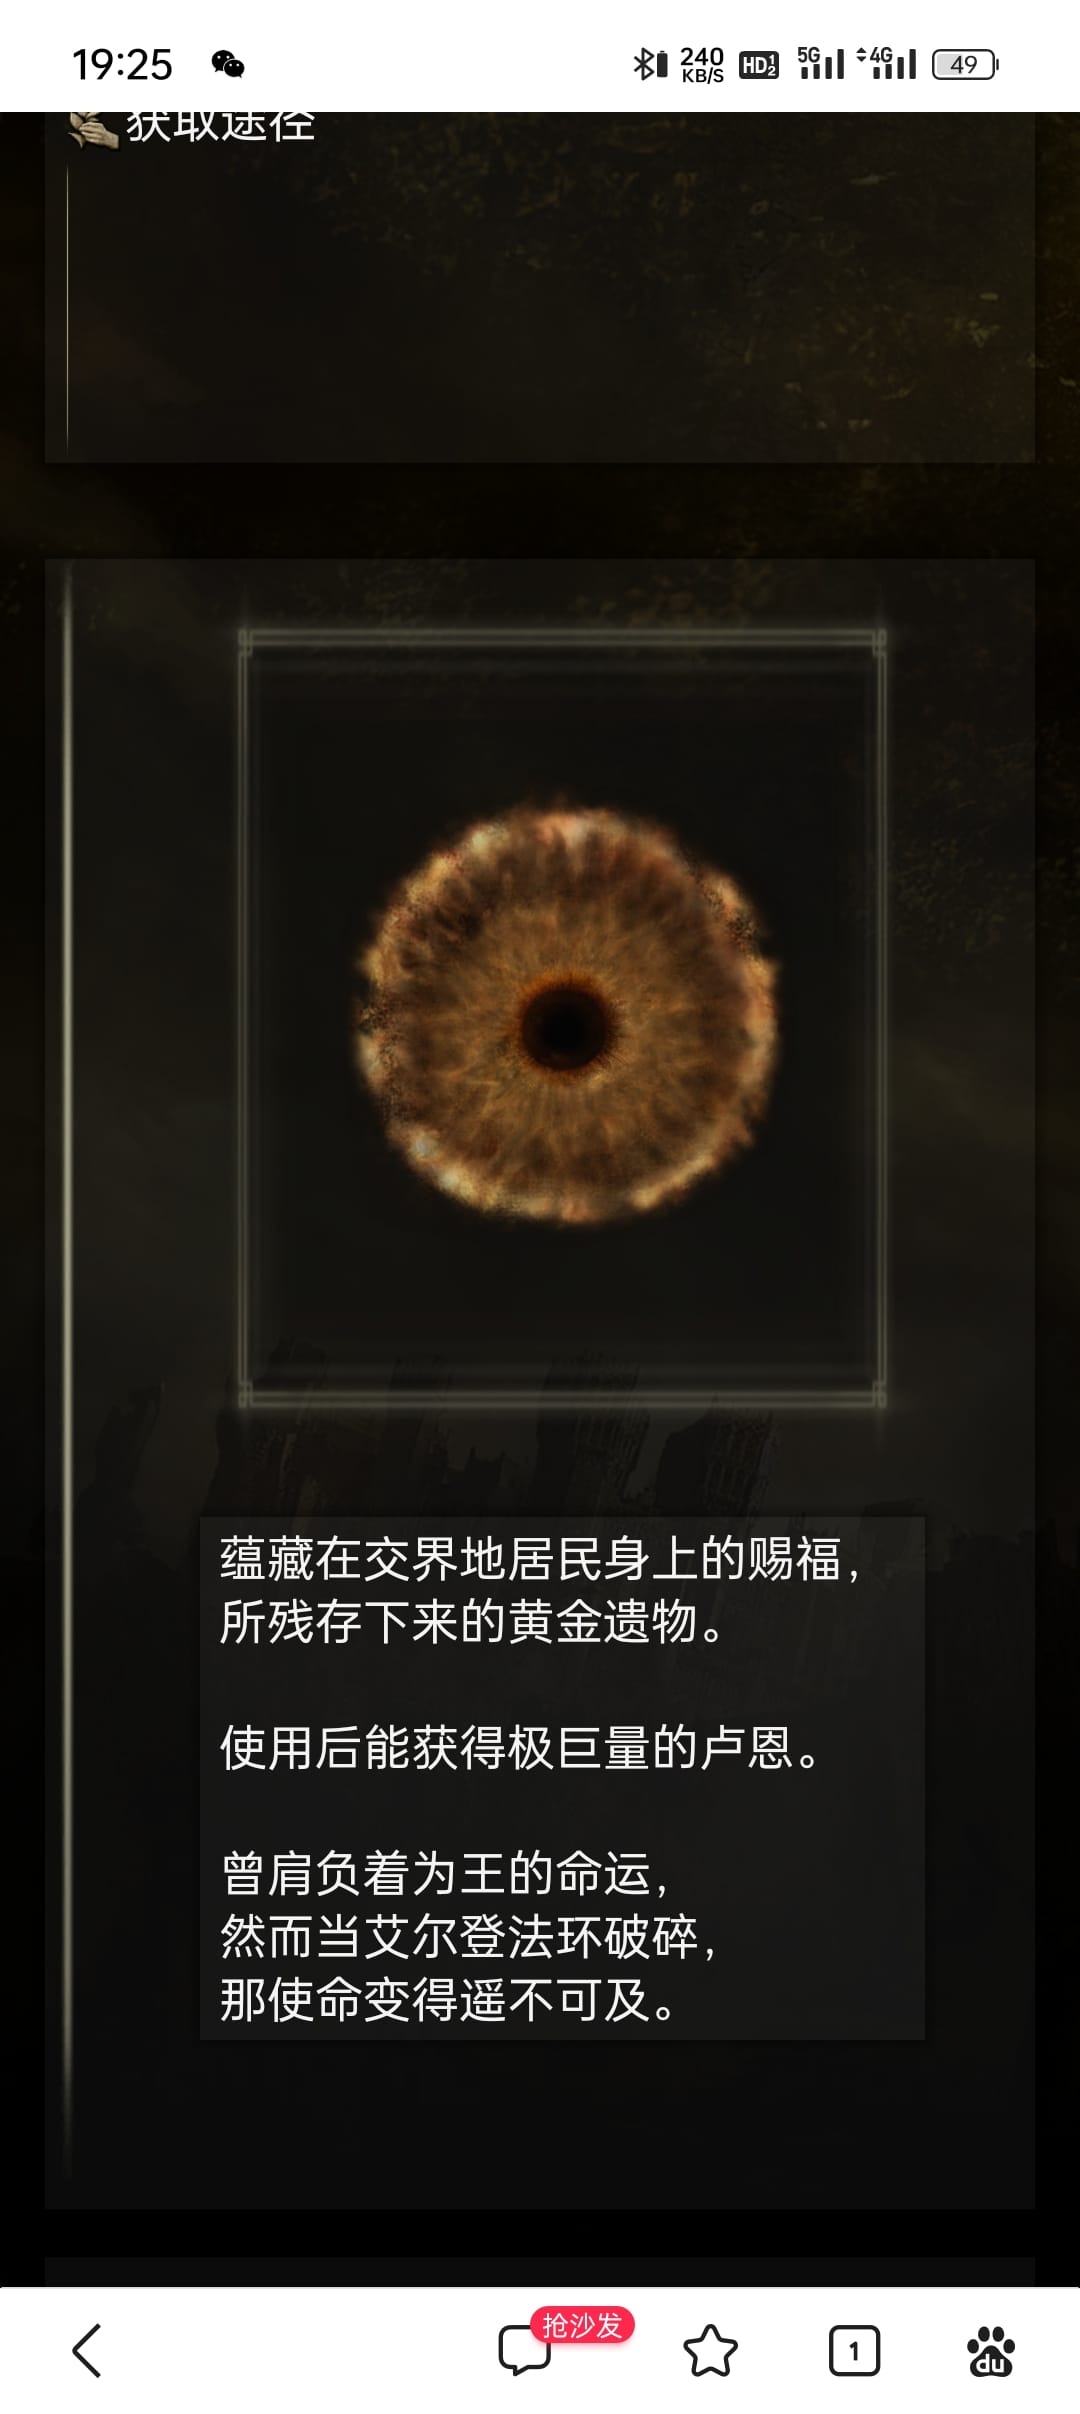 19:25
240
KB/S
HD 1 2
5G
4G
49
获取途径
蕴藏在交界地居民身上的赐福，
所残存下来的黄金遗物。
使用后能获得极巨量的卢恩。
曾肩负着为王的命运，
然而当艾尔登法环破碎，
那使命变得遥不可及。
抢沙发
1
du